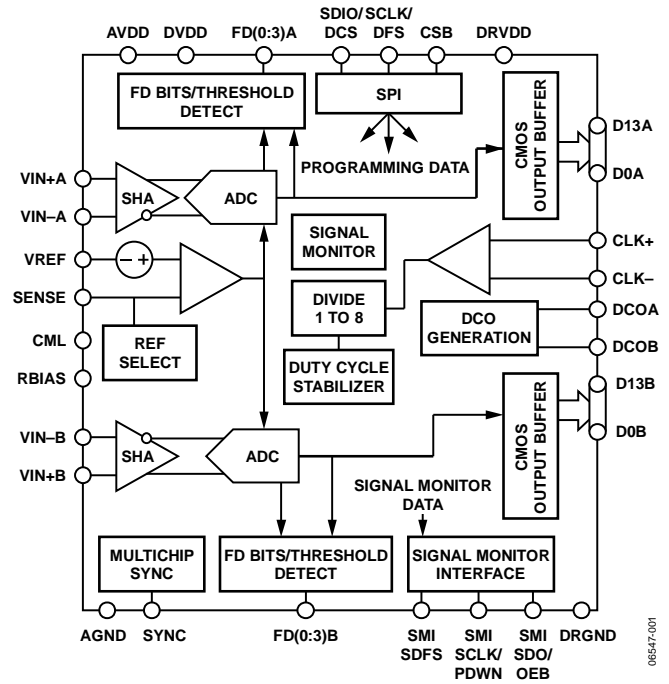 SDIO/ SCLK/
AVDD DVDD FD(0:3)A DCS DFS CSB DRVDD
FD BITS/THRESHOLD
DETECT
SPI
PROGRAMMING DATA
CMOS
OUTPUT BUFFER
D13A
D0A
VIN+A
VIN–A
SHA
ADC
VREF
– +
SENSE
REF
SELECT
CML
RBIAS
SIGNAL
MONITOR
DIVIDE
1 TO 8
DUTY CYCLE
STABILIZER
CLK+
CLK–
DCO
GENERATION
DCOA
DCOB
D13B
D0B
CMOS
OUTPUT BUFFER
VIN–B
VIN+B
SHA
ADC
SIGNAL MONITOR
DATA
MULTICHIP
SYNC
FD BITS/THRESHOLD
DETECT
SIGNAL MONITOR
INTERFACE
AGND SYNC FD(0:3)B
SMI
SDFS
SMI
SCLK/
PDWN
SMI
SDO/
OEB
DRGND
06547-001